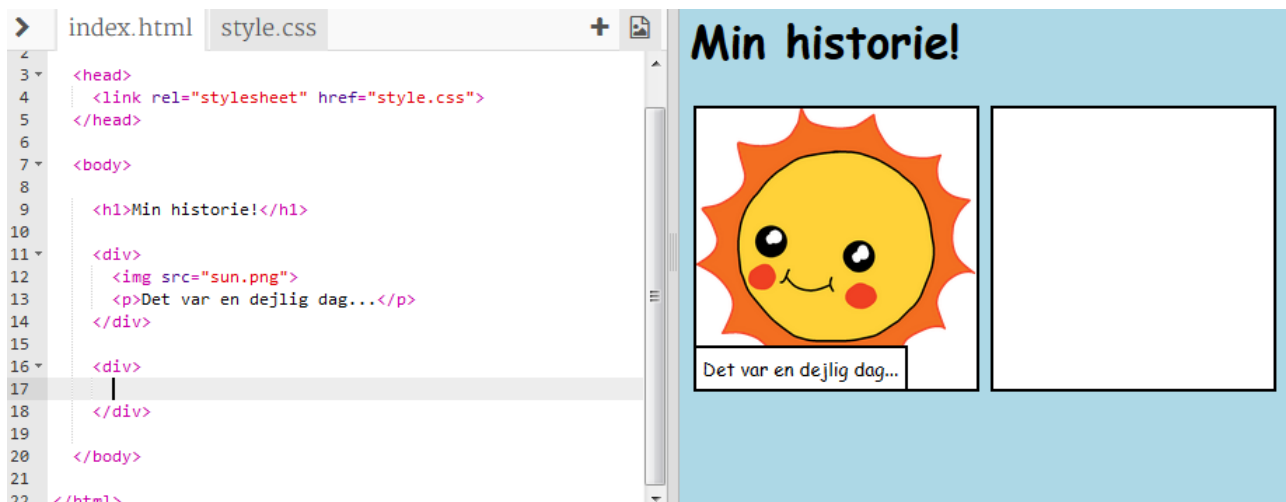 index.html style.css
2
3 <head>
4 <link rel="stylesheet" href="style.css">
5 </head>
6
7 <body>
8
9 <h1>Min historie!</h1>
10
11 <div>
12 <img src="sun.png">
13 <p>Det var en dejlig dag...</p>
14 </div>
15
16 <div>
17
18 </div>
19
20 </body>
21
22 </html>
Min historie!
Det var en dejlig dag...